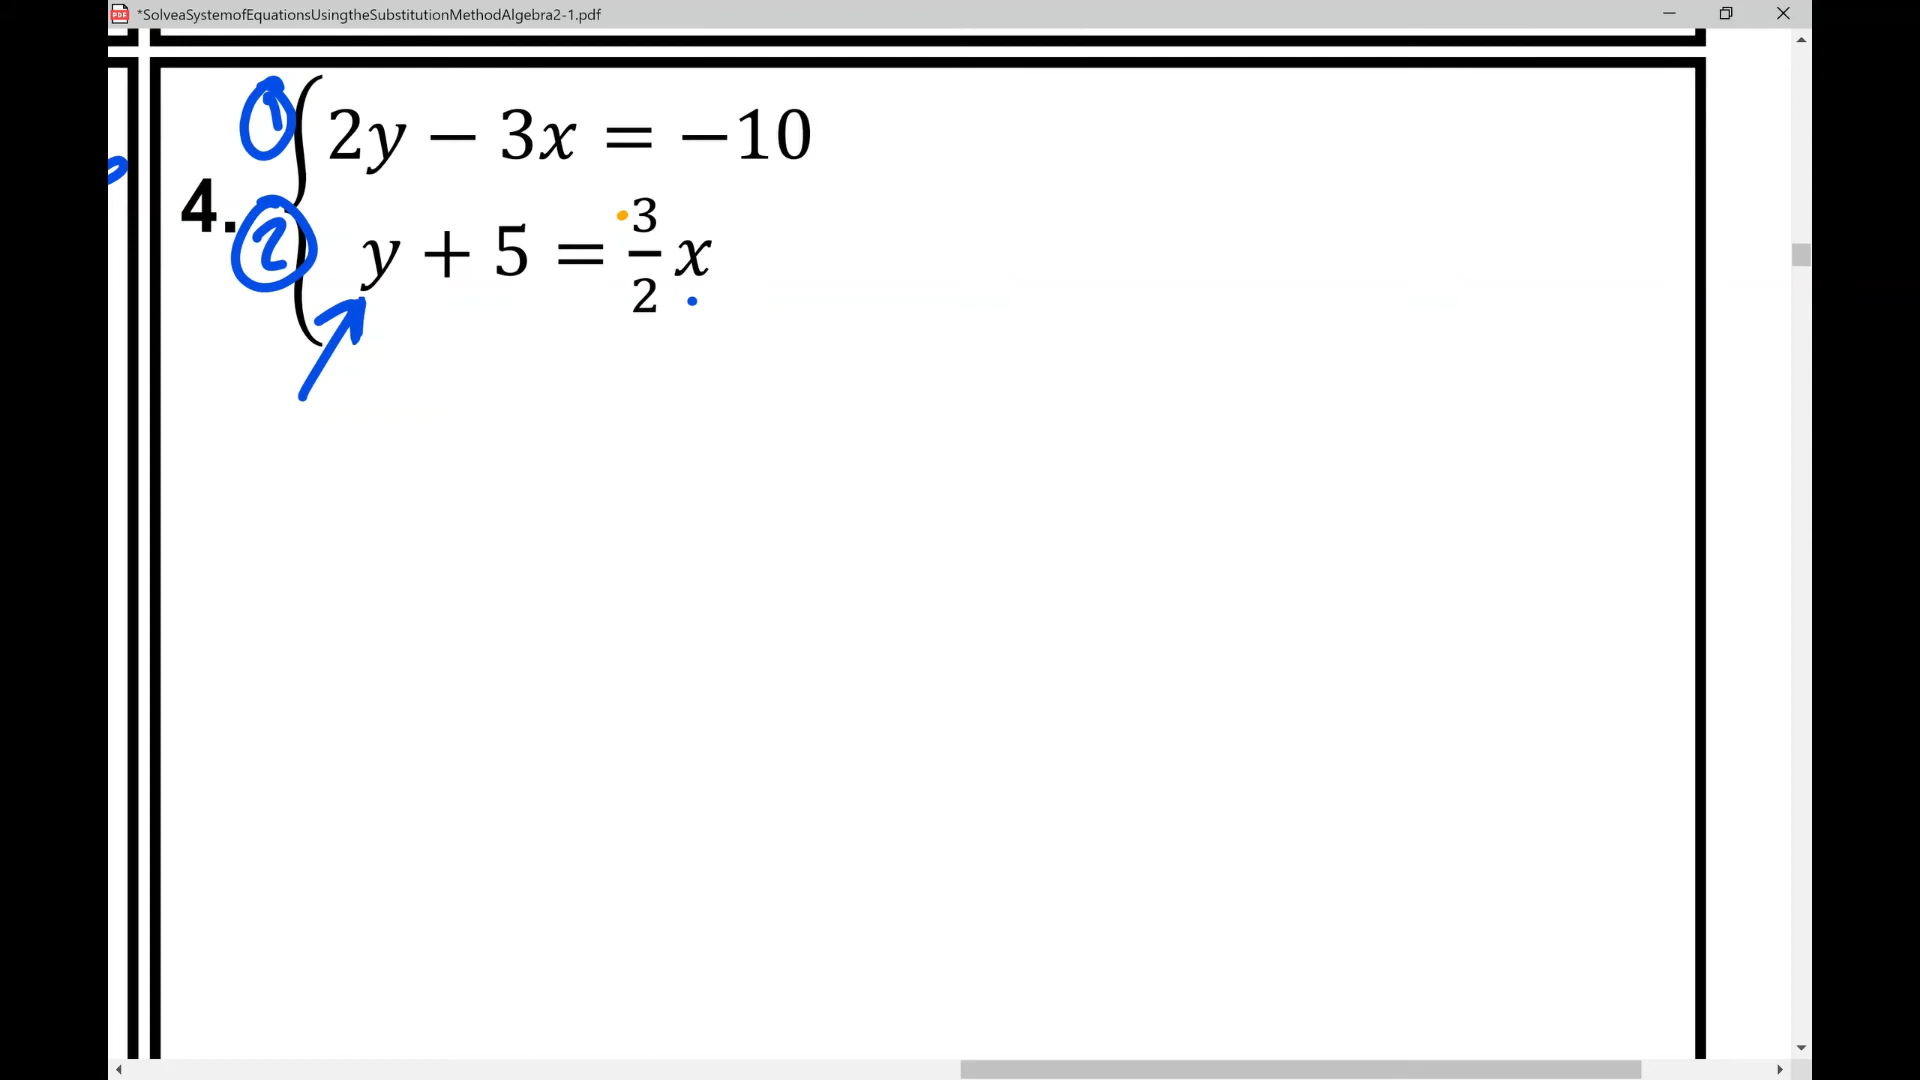 *SolveaSystemofEquationsUsingtheSubstitutionMethodAlgebra2-1.pdf
① 2y − 3x = −10
4.
② y + 5 = 3/2 x